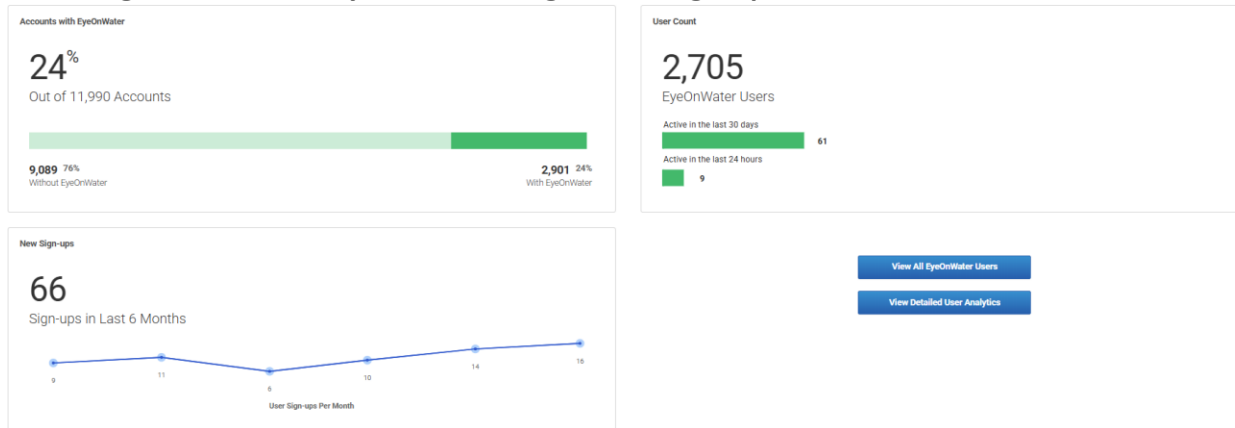 Accounts with EyeOnWater
24%
Out of 11,990 Accounts
9,089 76%
Without EyeOnWater
2,901 24%
With EyeOnWater
User Count
2,705
EyeOnWater Users
Active in the last 30 days
61
Active in the last 24 hours
9
New Sign-ups
66
Sign-ups in Last 6 Months
9
11
6
10
14
16
User Sign-ups Per Month
View All EyeOnWater Users
View Detailed User Analytics